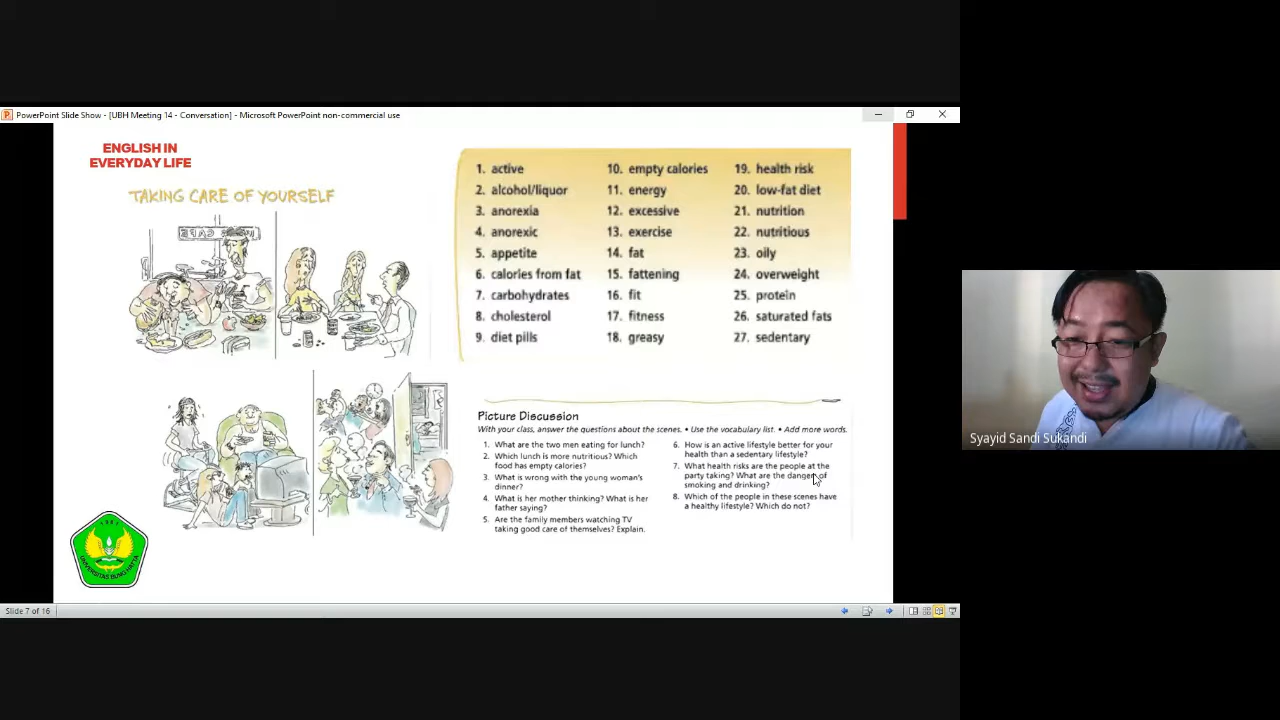 PowerPoint Slide Show - [UBH Meeting 14 - Conversation] - Microsoft PowerPoint non-commercial use
ENGLISH IN
EVERYDAY LIFE
TAKING CARE OF YOURSELF
1. active
2. alcohol/liquor
3. anorexia
4. anorexic
5. appetite
6. calories from fat
7. carbohydrates
8. cholesterol
9. diet pills
10. empty calories
11. energy
12. excessive
13. exercise
14. fat
15. fattening
16. fit
17. fitness
18. greasy
19. health risk
20. low-fat diet
21. nutrition
22. nutritious
23. oily
24. overweight
25. protein
26. saturated fats
27. sedentary
Picture Discussion
With your class, answer the questions about the scenes. • Use the vocabulary list. • Add more words.
1. What are the two men eating for lunch?
2. Which lunch is more nutritious? Which
food has empty calories?
3. What is wrong with the young woman's
dinner?
4. What is her mother thinking? What is her
father saying?
5. Are the family members watching TV
taking good care of themselves? Explain.
6. How is an active lifestyle better for your
health than a sedentary lifestyle?
7. What health risks are the people at the
party taking? What are the dangers of
smoking and drinking?
8. Which of the people in these scenes have
a healthy lifestyle? Which do not?
1981
UNIVERSITAS BUNG HATTA
Slide 7 of 16
Syayid Sandi Sukandi